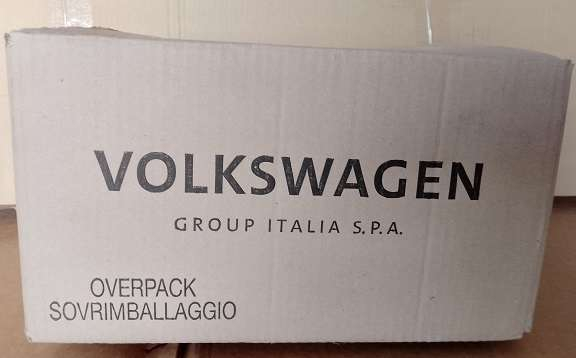 VOLKSWAGEN
GROUP ITALIA S.P.A.
OVERPACK
SOVRIMBALLAGGIO